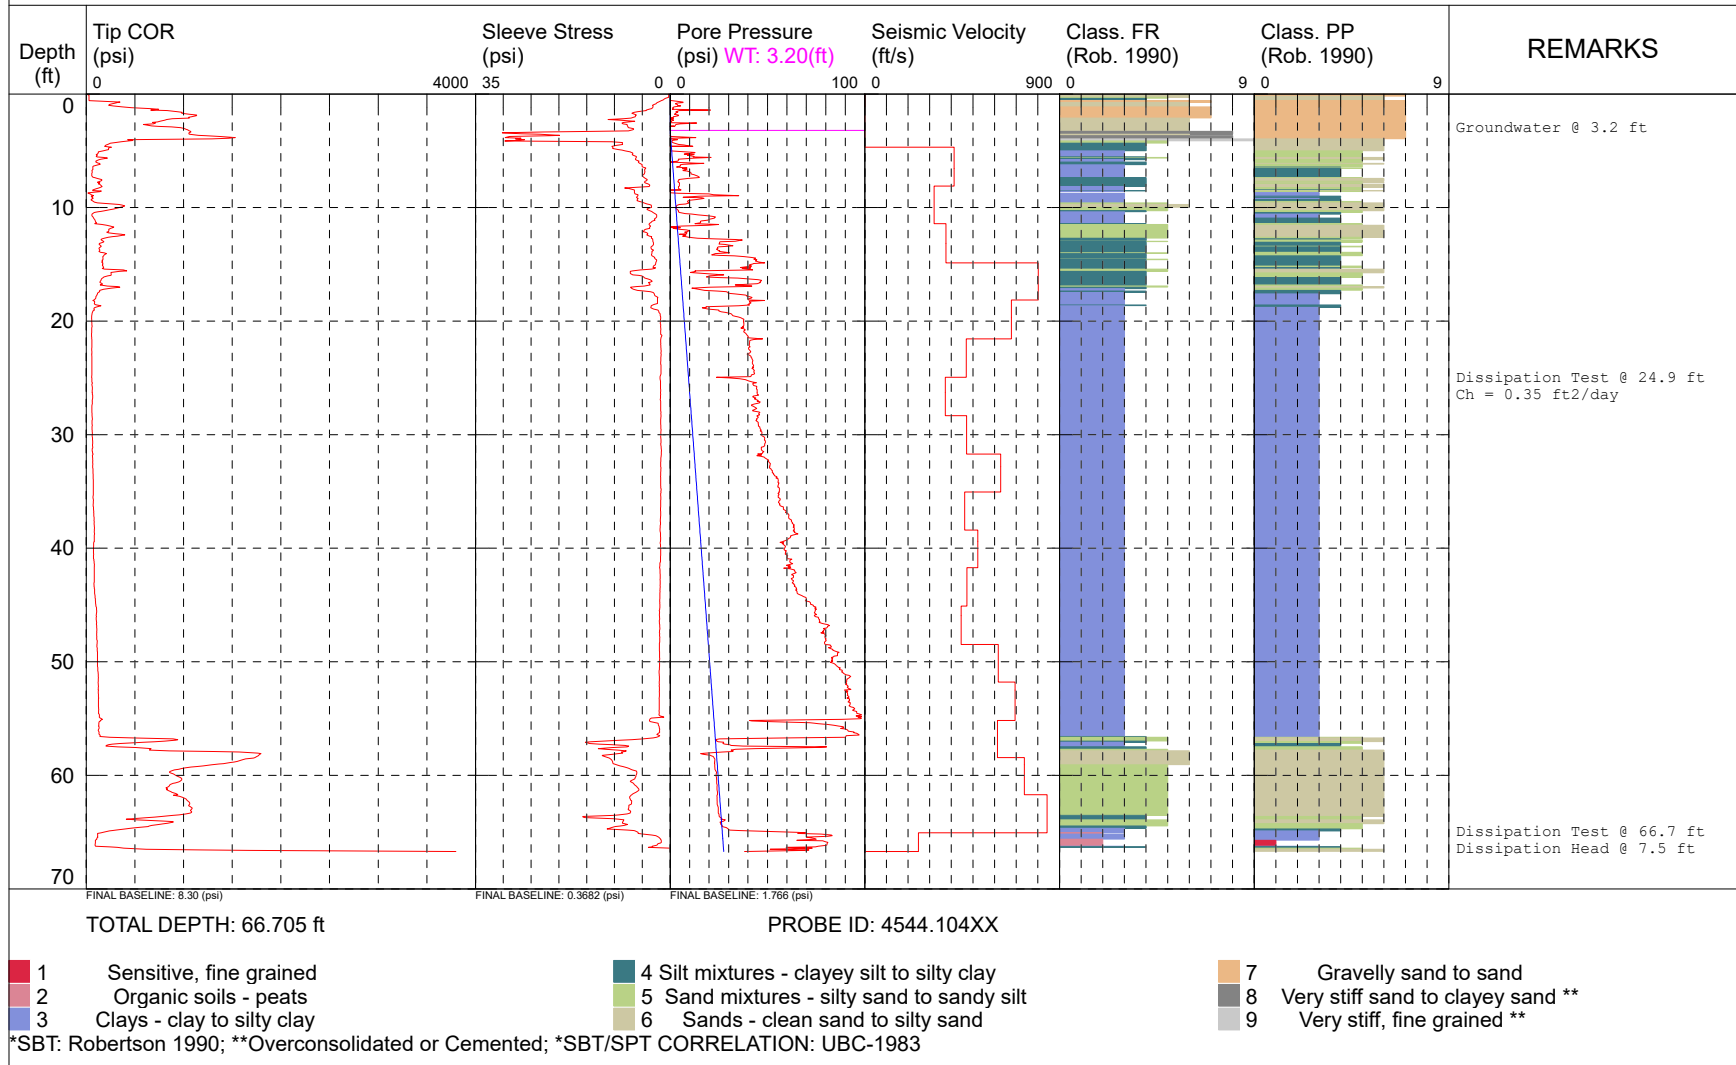 Depth
(ft)
Tip COR
(psi)
0 4000
Sleeve Stress
(psi)
35 0
Pore Pressure
(psi) WT: 3.20(ft)
0 100
Seismic Velocity
(ft/s)
0 900
Class. FR
(Rob. 1990)
0 9
Class. PP
(Rob. 1990)
0 9
REMARKS
0
10
20
30
40
50
60
70
Groundwater @ 3.2 ft
Dissipation Test @ 24.9 ft
Ch = 0.35 ft2/day
Dissipation Test @ 66.7 ft
Dissipation Head @ 7.5 ft
FINAL BASELINE: 8.30 (psi)
FINAL BASELINE: 0.3682 (psi)
FINAL BASELINE: 1.766 (psi)
TOTAL DEPTH: 66.705 ft
PROBE ID: 4544.104XX
1 Sensitive, fine grained
2 Organic soils - peats
3 Clays - clay to silty clay
4 Silt mixtures - clayey silt to silty clay
5 Sand mixtures - silty sand to sandy silt
6 Sands - clean sand to silty sand
7 Gravelly sand to sand
8 Very stiff sand to clayey sand **
9 Very stiff, fine grained **
*SBT: Robertson 1990; **Overconsolidated or Cemented; *SBT/SPT CORRELATION: UBC-1983